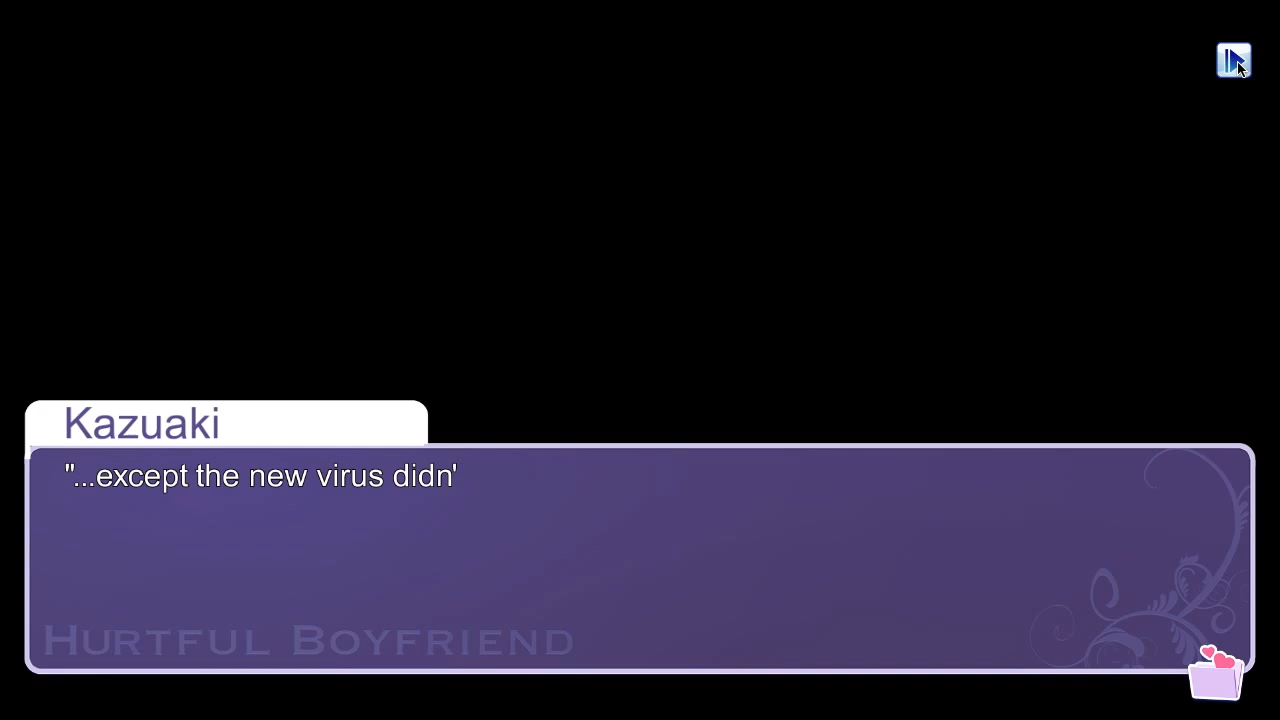 Kazuaki
"...except the new virus didn'
HURTFUL BOYFRIEND